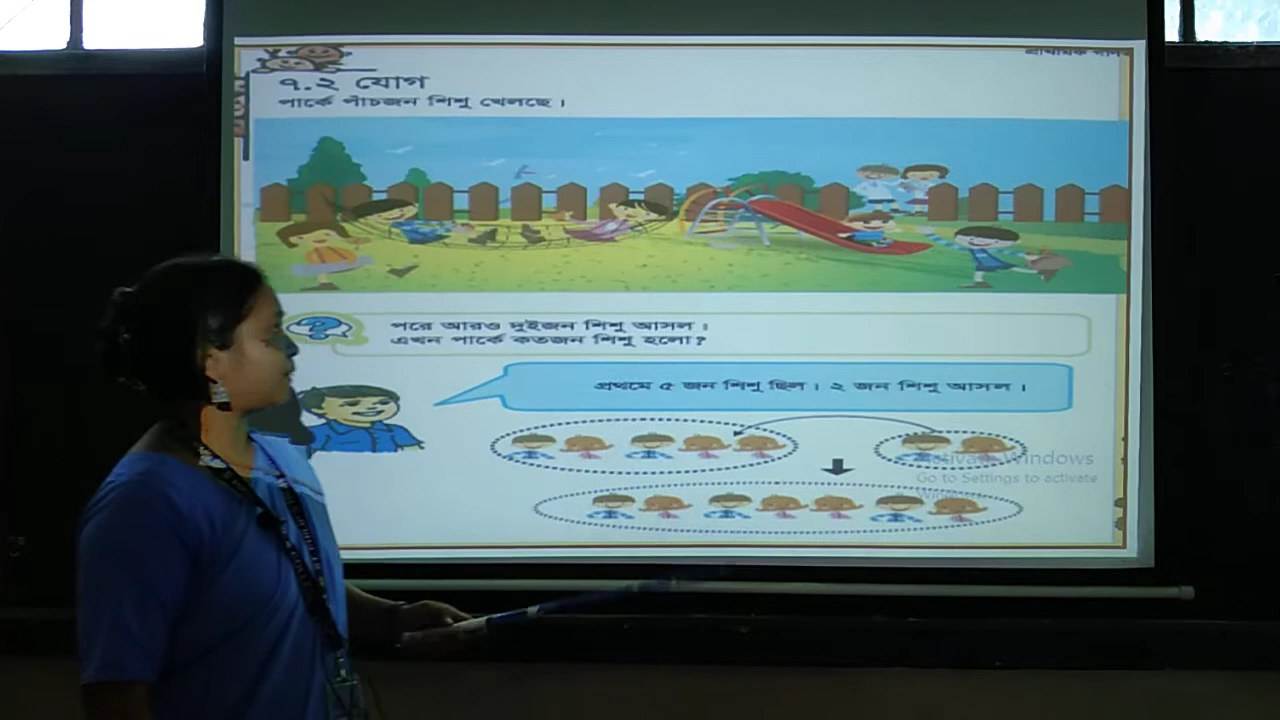 ৭.২ যোগ
পার্কে পাঁচজন শিশু খেলছে।
পরে আরও দুইজন শিশু আসল।
এখন পার্কে কতজন শিশু হলো?
প্রথমে ৫ জন শিশু ছিল। ২ জন শিশু আসল।
Activate Windows
Go to Settings to activate
Windows.